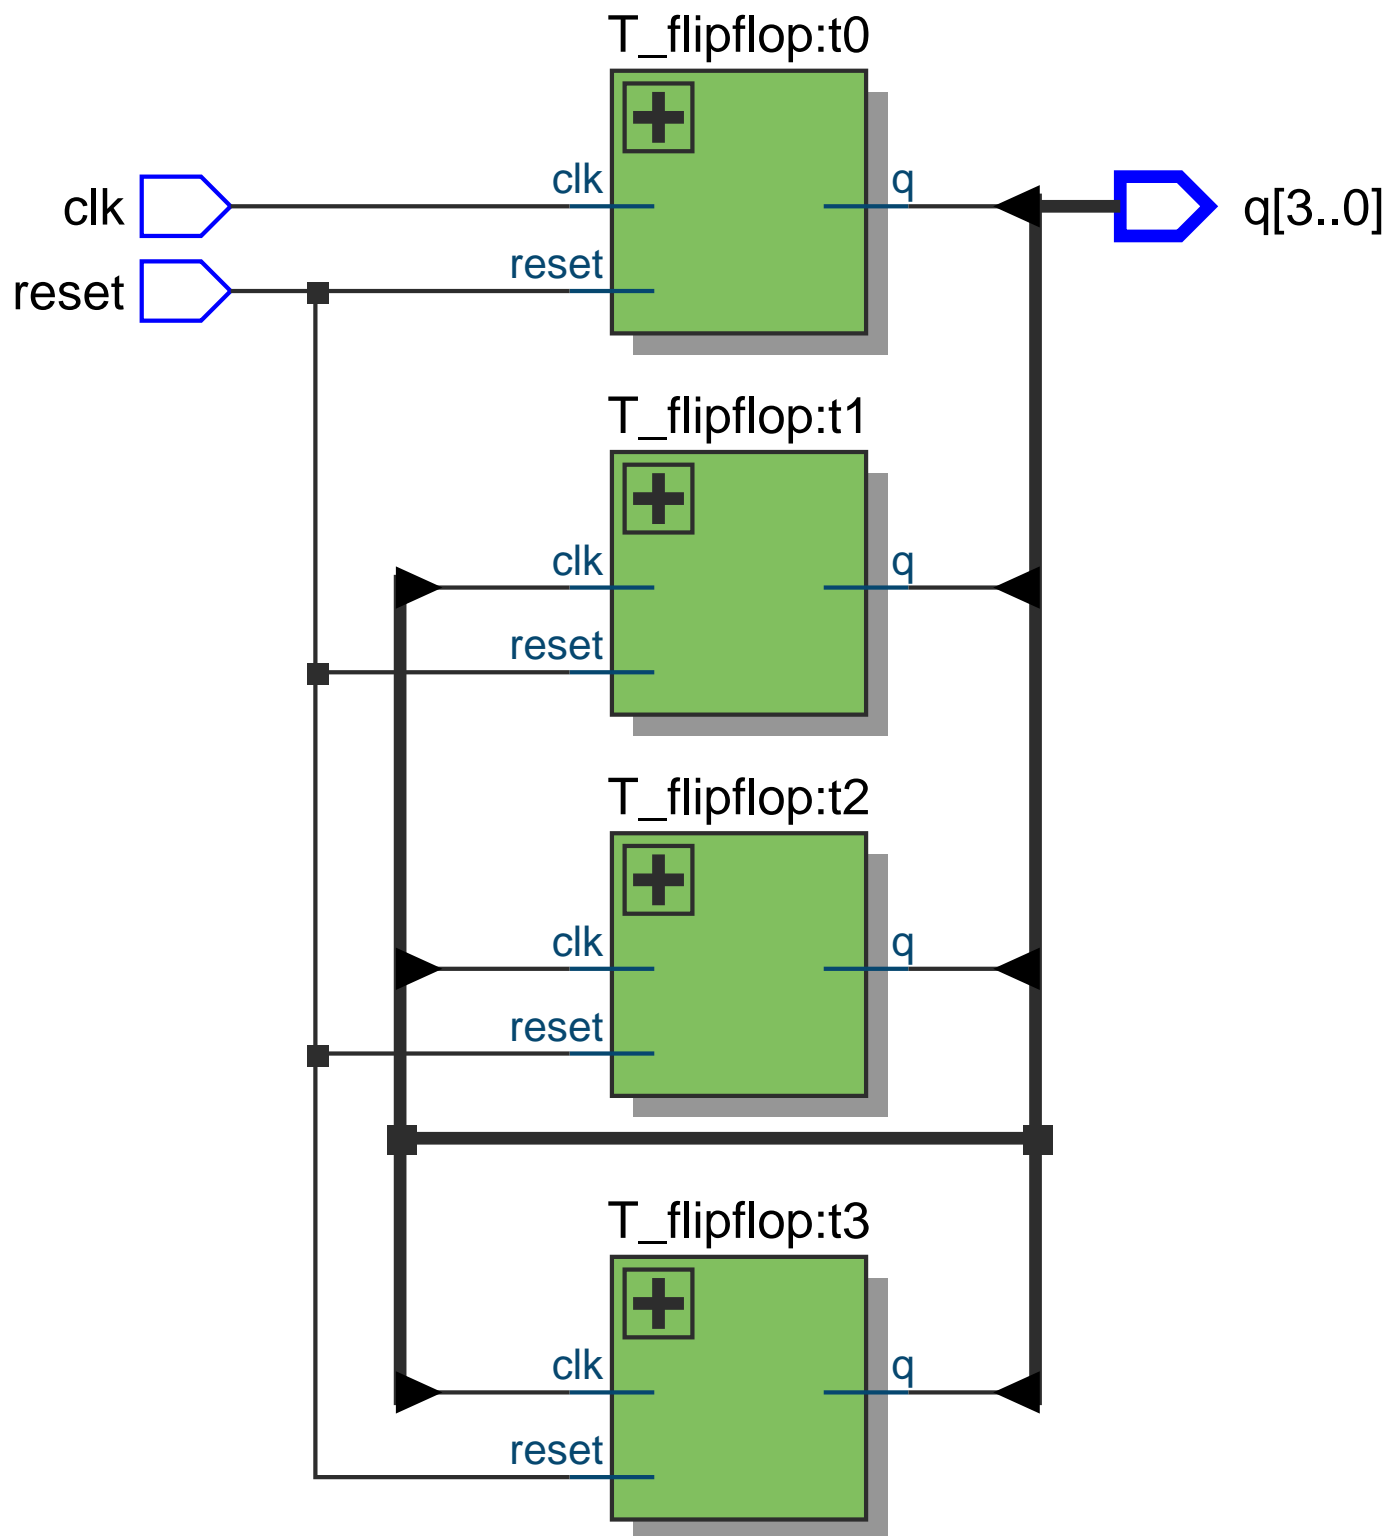 T_flipflop:t0
clk
q
clk
q[3..0]
reset
reset
T_flipflop:t1
clk
q
reset
T_flipflop:t2
clk
q
reset
T_flipflop:t3
clk
q
reset